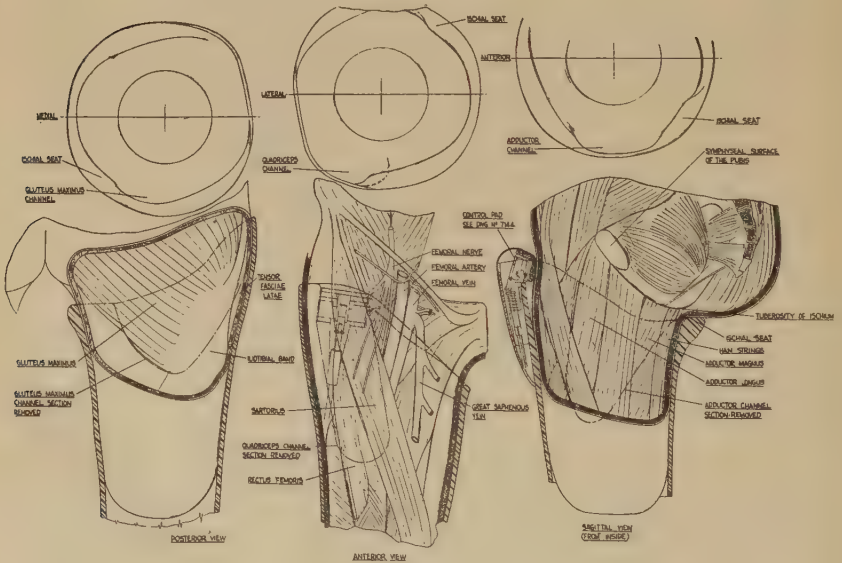 ISCHIAL SEAT
MEDIAL
ISCHIAL SEAT
GLUTEUS MAXIMUS
CHANNEL
LATERAL
QUADRICEPS
CHANNEL
ANTERIOR
ADDUCTOR
CHANNEL
ISCHIAL SEAT
SYMPHYSEAL SURFACE
OF THE PUBIS
CONTROL PAD
SEE DWG Nº
TENSOR
FASCIAE
LATAE
GLUTEUS MAXIMUS
ILIOTIBIAL BAND
GLUTEUS MAXIMUS
CHANNEL SECTION
REMOVED
POSTERIOR VIEW
FEMORAL NERVE
FEMORAL ARTERY
FEMORAL VEIN
SARTORIUS
GREAT SAPHENOUS
VEIN
QUADRICEPS CHANNEL
SECTION REMOVED
RECTUS FEMORIS
ANTERIOR VIEW
TUBEROSITY OF ISCHIUM
ISCHIAL SEAT
HAM STRINGS
ADDUCTOR MAGNUS
ADDUCTOR LONGUS
ADDUCTOR CHANNEL
SECTION REMOVED
SAGITTAL VIEW
(FROM INSIDE)